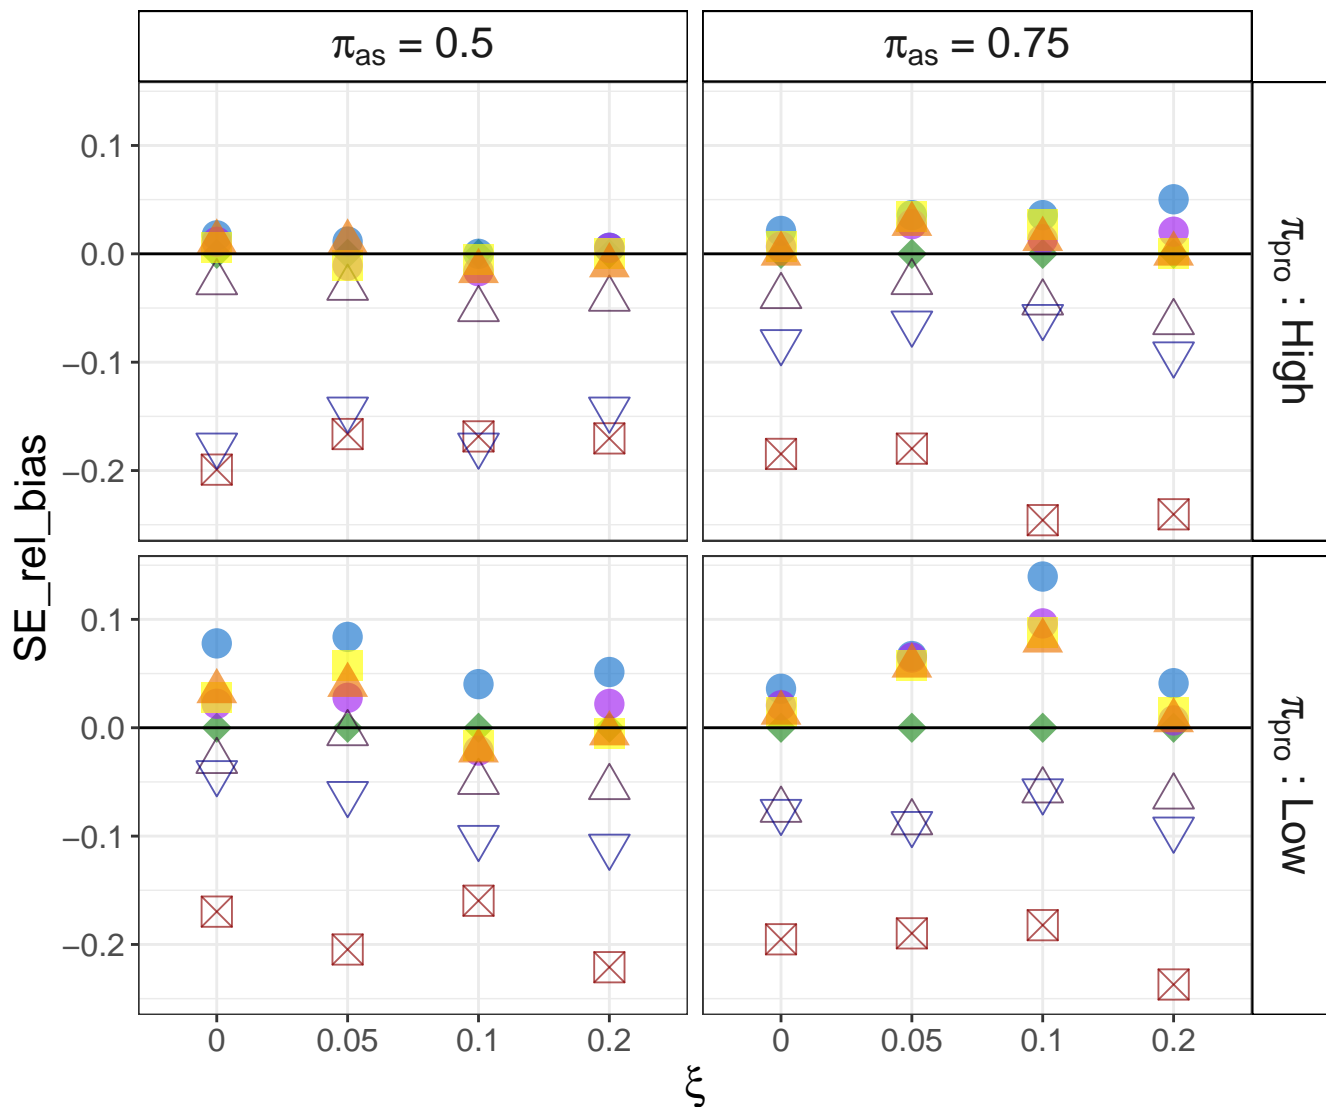 π_as = 0.5
π_as = 0.75
0.1
0.0
−0.1
−0.2
π_pro : High
0.1
0.0
−0.1
−0.2
π_pro : Low
SE_rel_bias
0 0.05 0.1 0.2
0 0.05 0.1 0.2
ξ